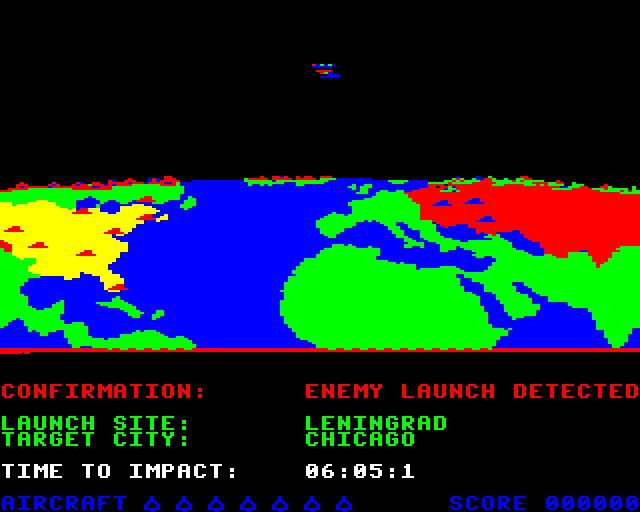 CONFIRMATION: ENEMY LAUNCH DETECTED
LAUNCH SITE: LENINGRAD
TARGET CITY: CHICAGO
TIME TO IMPACT: 06:05:1
AIRCRAFT SCORE 000000